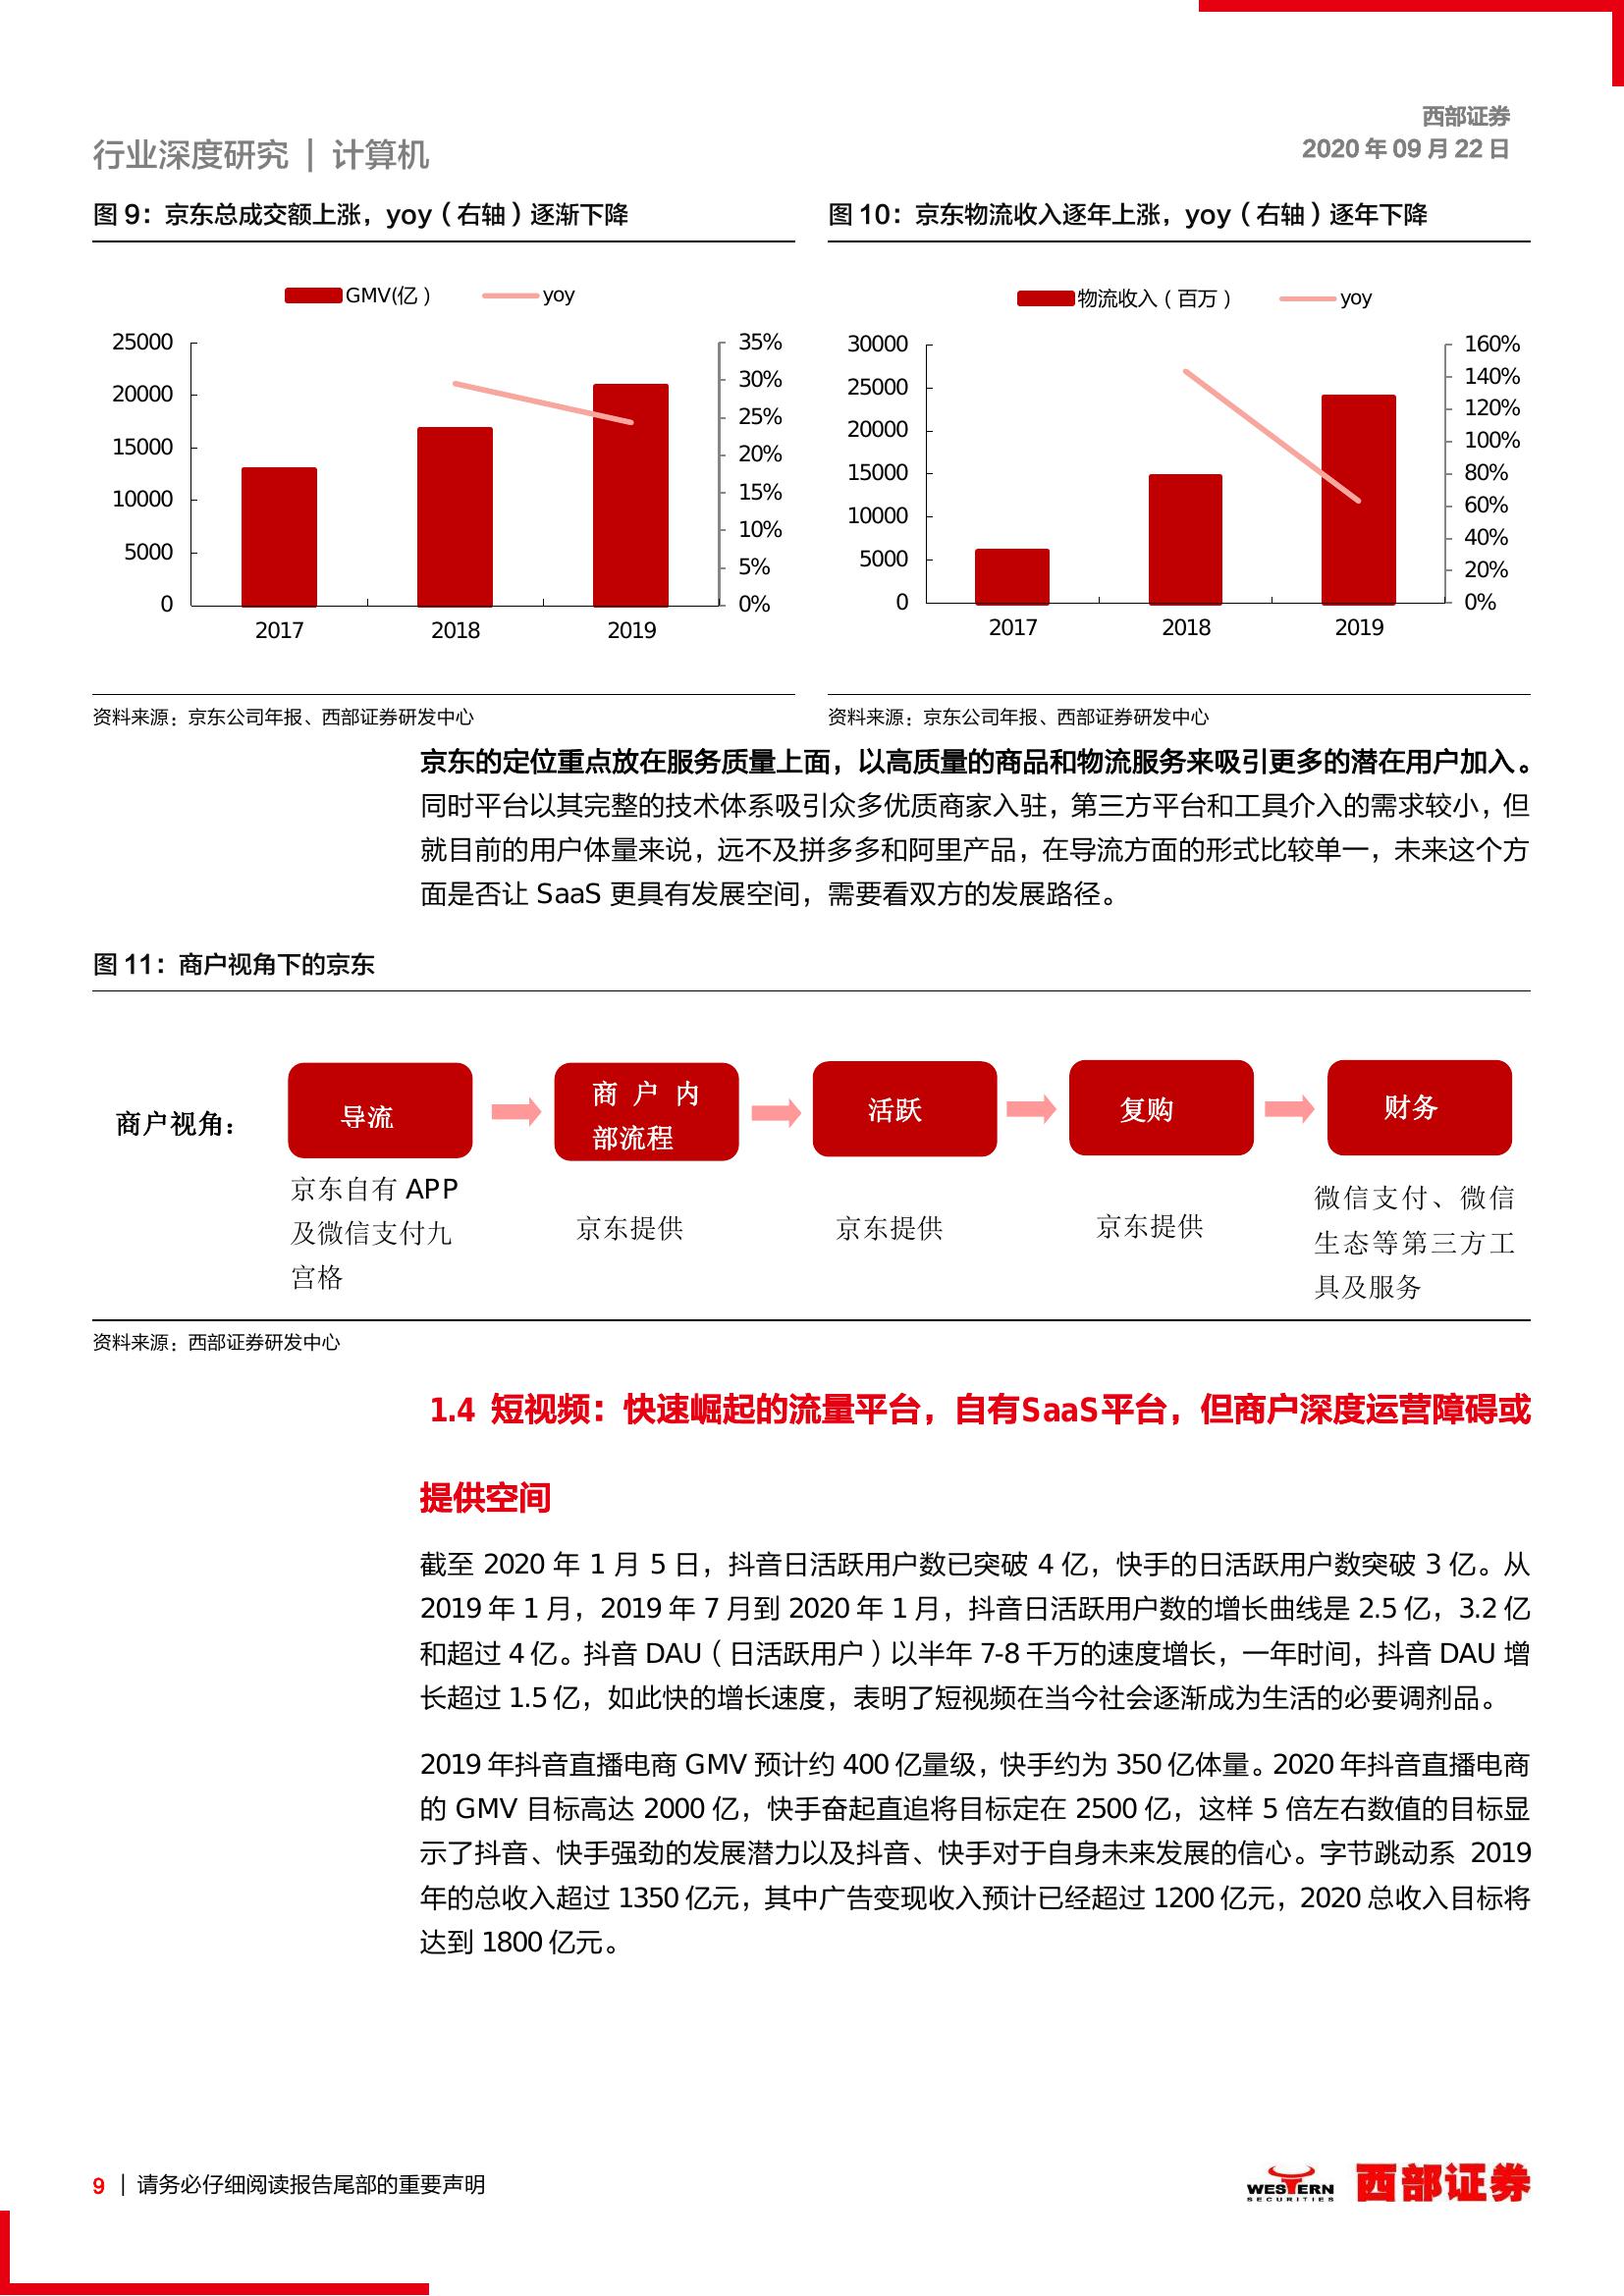 西部证券
2020 年 09 月 22 日
行业深度研究 | 计算机
图 9：京东总成交额上涨，yoy（右轴）逐渐下降
GMV(亿）
yoy
25000
20000
15000
10000
5000
0
35%
30%
25%
20%
15%
10%
5%
0%
2017
2018
2019
资料来源：京东公司年报、西部证券研发中心
图 10：京东物流收入逐年上涨，yoy（右轴）逐年下降
物流收入（百万）
yoy
30000
25000
20000
15000
10000
5000
0
160%
140%
120%
100%
80%
60%
40%
20%
0%
2017
2018
2019
资料来源：京东公司年报、西部证券研发中心
京东的定位重点放在服务质量上面，以高质量的商品和物流服务来吸引更多的潜在用户加入。
同时平台以其完整的技术体系吸引众多优质商家入驻，第三方平台和工具介入的需求较小，但
就目前的用户体量来说，远不及拼多多和阿里产品，在导流方面的形式比较单一，未来这个方
面是否让 SaaS 更具有发展空间，需要看双方的发展路径。
图 11：商户视角下的京东
商户视角：
导流
商 户 内
部流程
活跃
复购
财务
京东自有 APP
及微信支付九
宫格
京东提供
京东提供
京东提供
微信支付、微信
生态等第三方工
具及服务
资料来源：西部证券研发中心
1.4 短视频：快速崛起的流量平台，自有SaaS平台，但商户深度运营障碍或
提供空间
截至 2020 年 1 月 5 日，抖音日活跃用户数已突破 4 亿，快手的日活跃用户数突破 3 亿。从
2019 年 1 月，2019 年 7 月到 2020 年 1 月，抖音日活跃用户数的增长曲线是 2.5 亿，3.2 亿
和超过 4 亿。抖音 DAU（日活跃用户）以半年 7-8 千万的速度增长，一年时间，抖音 DAU 增
长超过 1.5 亿，如此快的增长速度，表明了短视频在当今社会逐渐成为生活的必要调剂品。
2019 年抖音直播电商 GMV 预计约 400 亿量级，快手约为 350 亿体量。2020 年抖音直播电商
的 GMV 目标高达 2000 亿，快手奋起直追将目标定在 2500 亿，这样 5 倍左右数值的目标显
示了抖音、快手强劲的发展潜力以及抖音、快手对于自身未来发展的信心。字节跳动系 2019
年的总收入超过 1350 亿元，其中广告变现收入预计已经超过 1200 亿元，2020 总收入目标将
达到 1800 亿元。
9 | 请务必仔细阅读报告尾部的重要声明
WESTERN
SECURITIES
西部证券